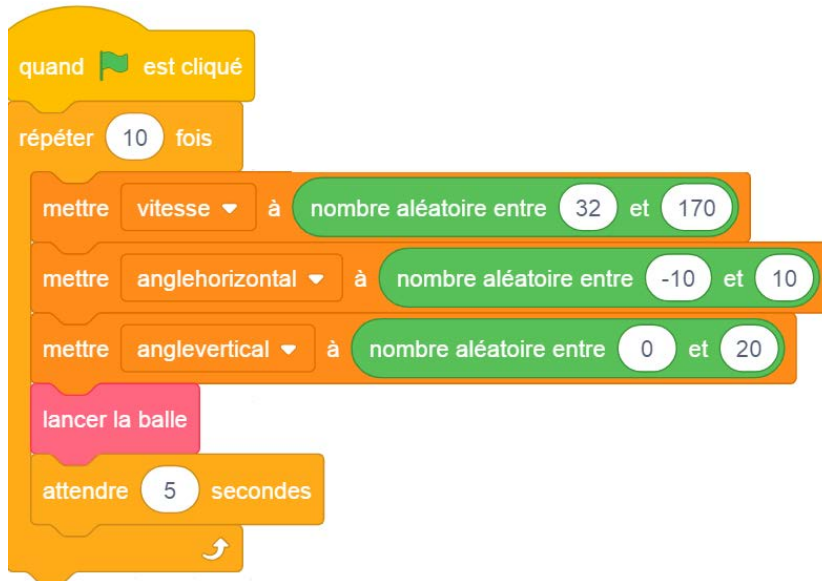 quand est cliqué
répéter 10 fois
mettre vitesse à nombre aléatoire entre 32 et 170
mettre anglehorizontal à nombre aléatoire entre -10 et 10
mettre anglevertical à nombre aléatoire entre 0 et 20
lancer la balle
attendre 5 secondes